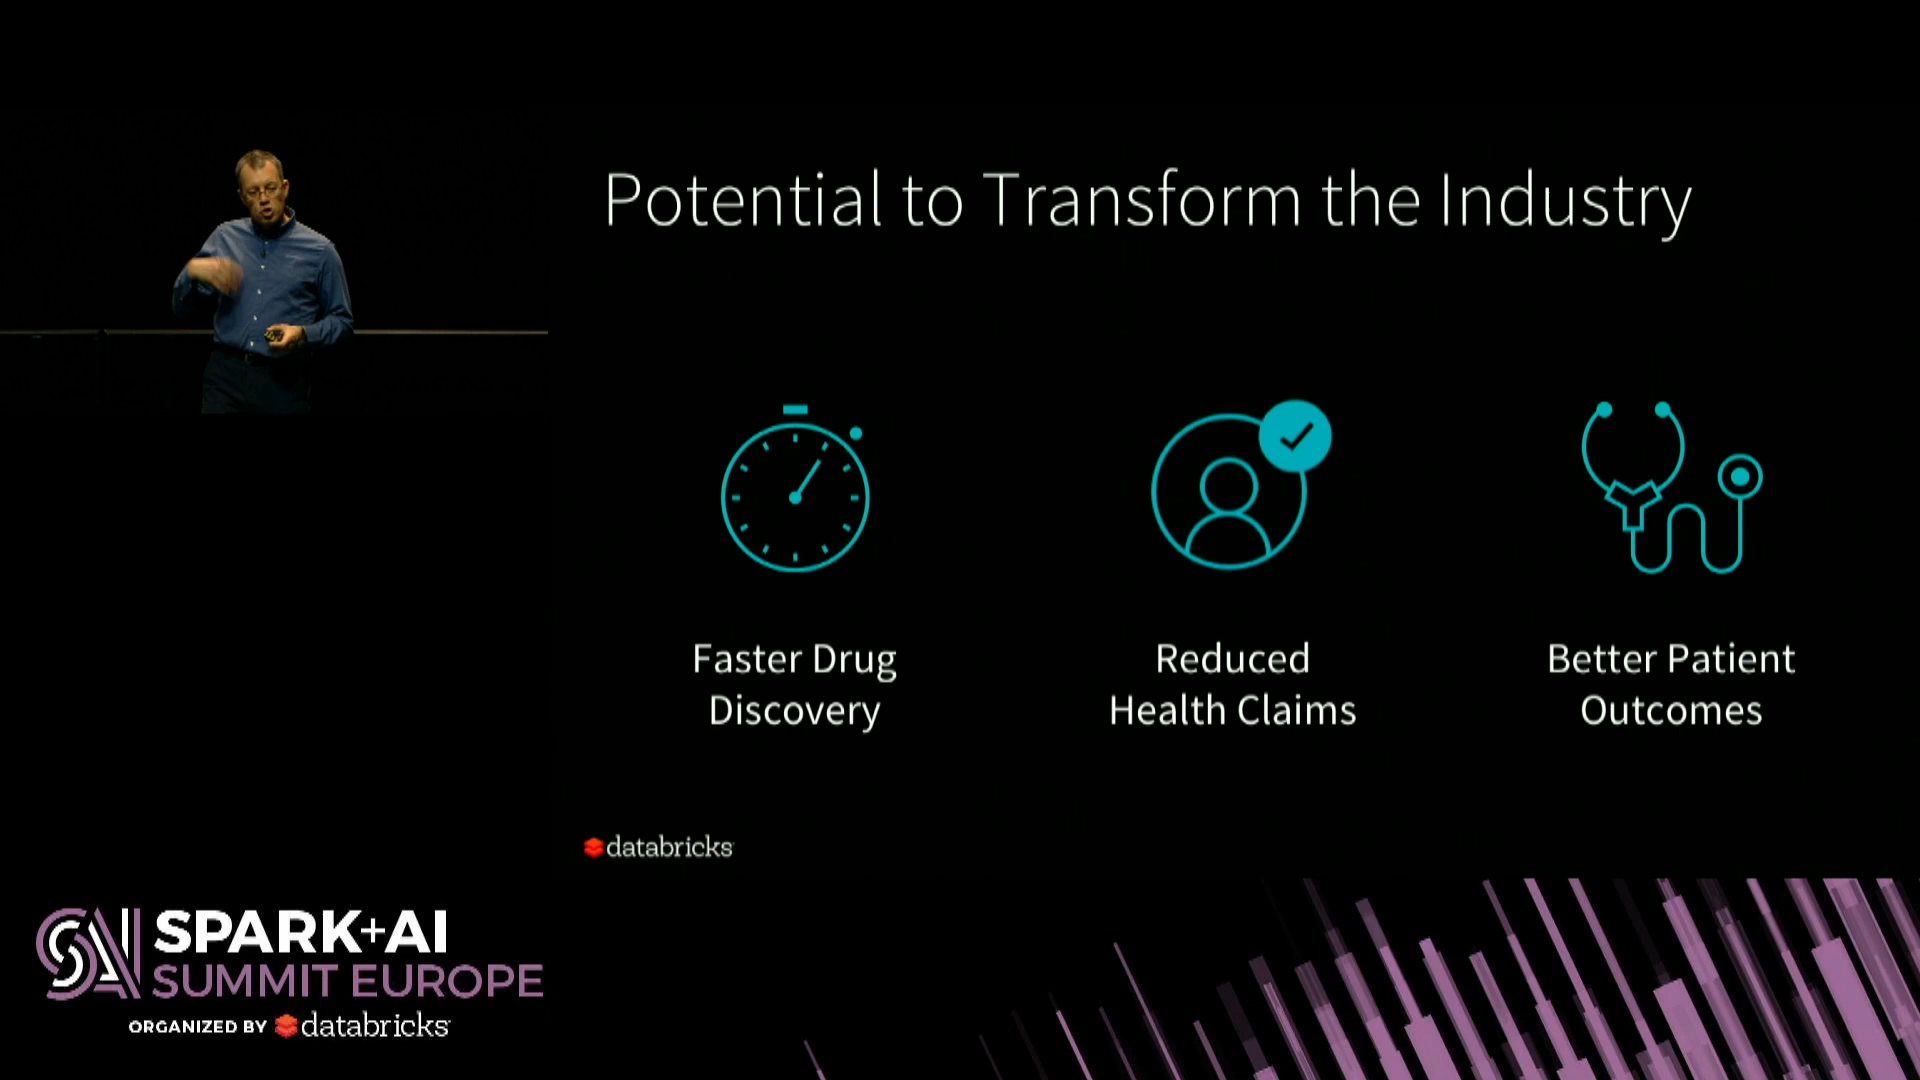 Potential to Transform the Industry
Faster Drug
Discovery
Reduced
Health Claims
Better Patient
Outcomes
databricks
SAI
SPARK+AI
SUMMIT EUROPE
ORGANIZED BY databricks